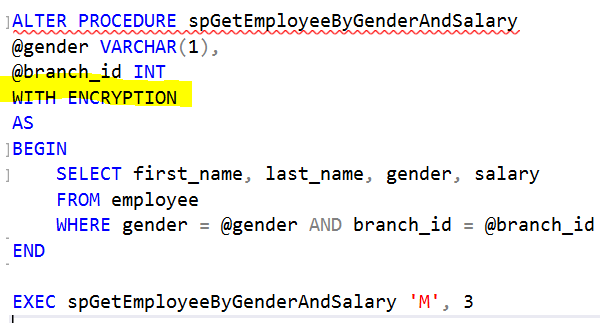 ALTER PROCEDURE spGetEmployeeByGenderAndSalary
@gender VARCHAR(1),
@branch_id INT
WITH ENCRYPTION
AS
BEGIN
    SELECT first_name, last_name, gender, salary
    FROM employee
    WHERE gender = @gender AND branch_id = @branch_id
END

EXEC spGetEmployeeByGenderAndSalary 'M', 3